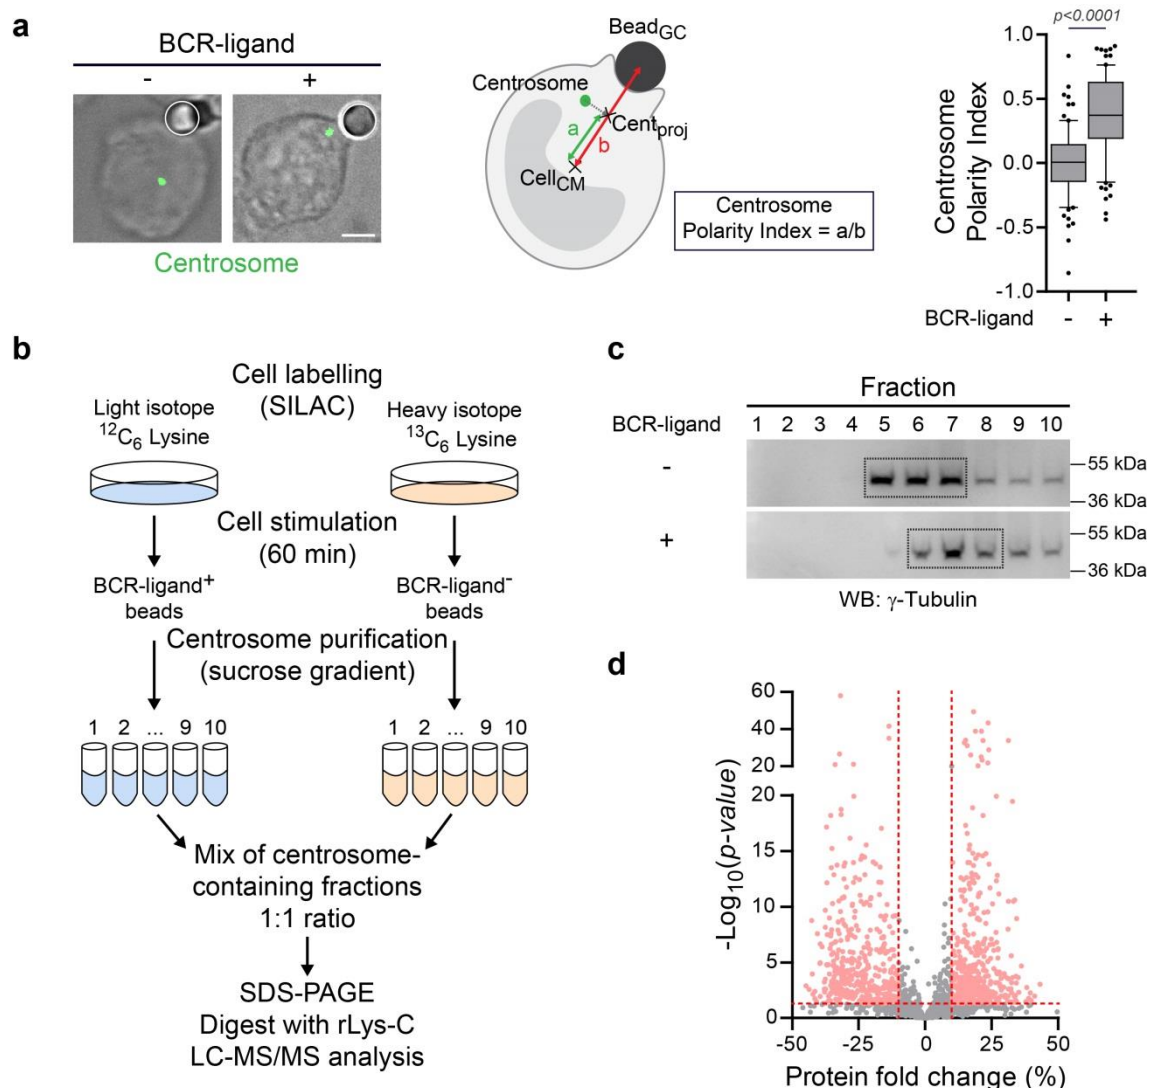 a
BCR-ligand
- +
Centrosome
Bead_GC
Centrosome
Cent_proj
a
b
Cell_CM
Centrosome
Polarity Index = a/b
p<0.0001
Centrosome
Polarity Index
1.0
0.5
0.0
-0.5
-1.0
BCR-ligand - +
b
Cell labelling
(SILAC)
Light isotope
¹²C₆ Lysine
Heavy isotope
¹³C₆ Lysine
Cell stimulation
(60 min)
BCR-ligand⁺
beads
BCR-ligand⁻
beads
Centrosome purification
(sucrose gradient)
1 2 ... 9 10
1 2 ... 9 10
Mix of centrosome-
containing fractions
1:1 ratio
SDS-PAGE
Digest with rLys-C
LC-MS/MS analysis
c
Fraction
BCR-ligand 1 2 3 4 5 6 7 8 9 10
-
55 kDa
36 kDa
+
55 kDa
36 kDa
WB: γ-Tubulin
d
-Log₁₀(p-value)
60
40
20
20
15
10
5
0
-50 -25 0 25 50
Protein fold change (%)